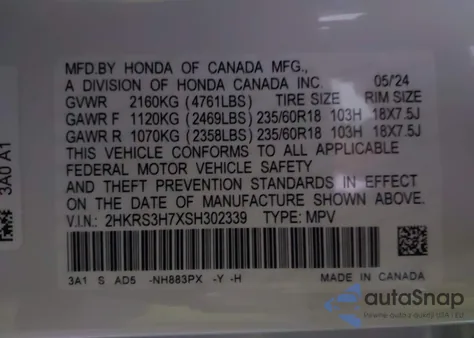 MFD.BY HONDA OF CANADA MFG.,
A DIVISION OF HONDA CANADA INC. 05/24
GVWR 2160KG (4761LBS) TIRE SIZE RIM SIZE
GAWR F 1120KG (2469LBS) 235/60R18 103H 18X7.5J
GAWR R 1070KG (2358LBS) 235/60R18 103H 18X7.5J
THIS VEHICLE CONFORMS TO ALL APPLICABLE
FEDERAL MOTOR VEHICLE SAFETY
AND THEFT PREVENTION STANDARDS IN EFFECT
ON THE DATE OF MANUFACTURE SHOWN ABOVE.
V.I.N.: 2HKRS3H7XSH302339 TYPE: MPV
3A1 S AD5 -NH883PX -Y -H MADE IN CANADA
3A0 A1
autoSnap